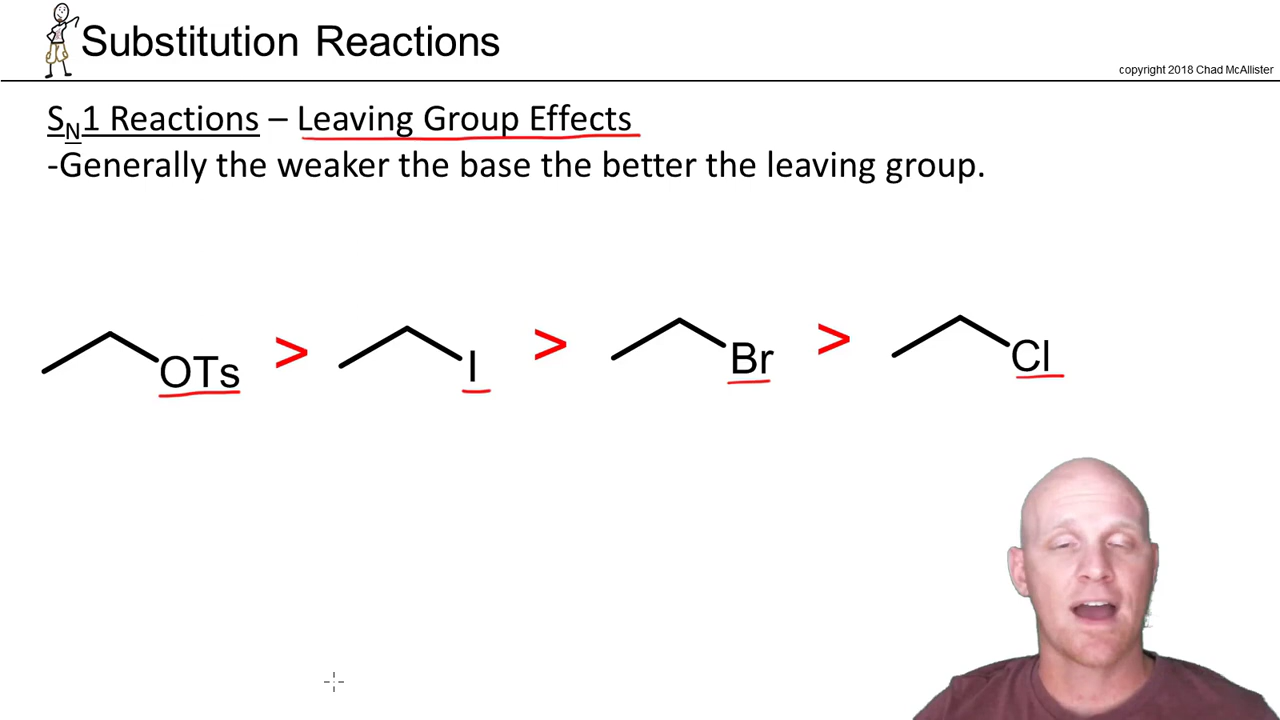 Substitution Reactions
copyright 2018 Chad McAllister
SN1 Reactions – Leaving Group Effects
-Generally the weaker the base the better the leaving group.
OTs > I > Br > Cl